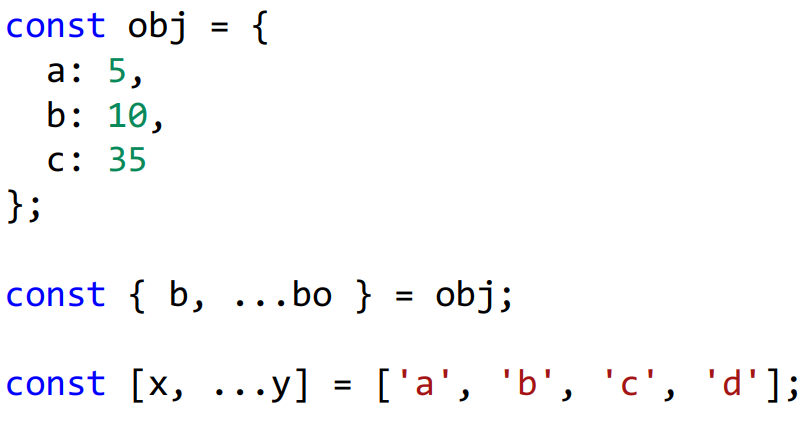 const obj = {
  a: 5,
  b: 10,
  c: 35
};
const { b, ...bo } = obj;
const [x, ...y] = ['a', 'b', 'c', 'd'];